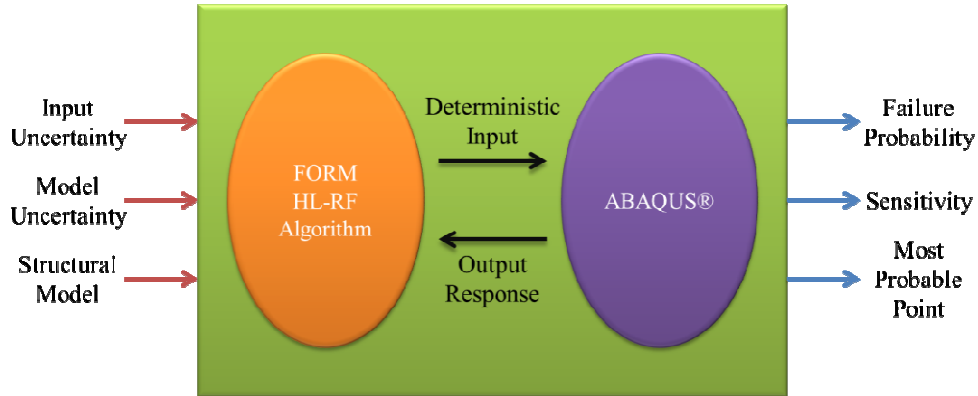 Input
Uncertainty
Model
Uncertainty
Structural
Model
FORM
HL-RF
Algorithm
Deterministic
Input
Output
Response
ABAQUS®
Failure
Probability
Sensitivity
Most
Probable
Point